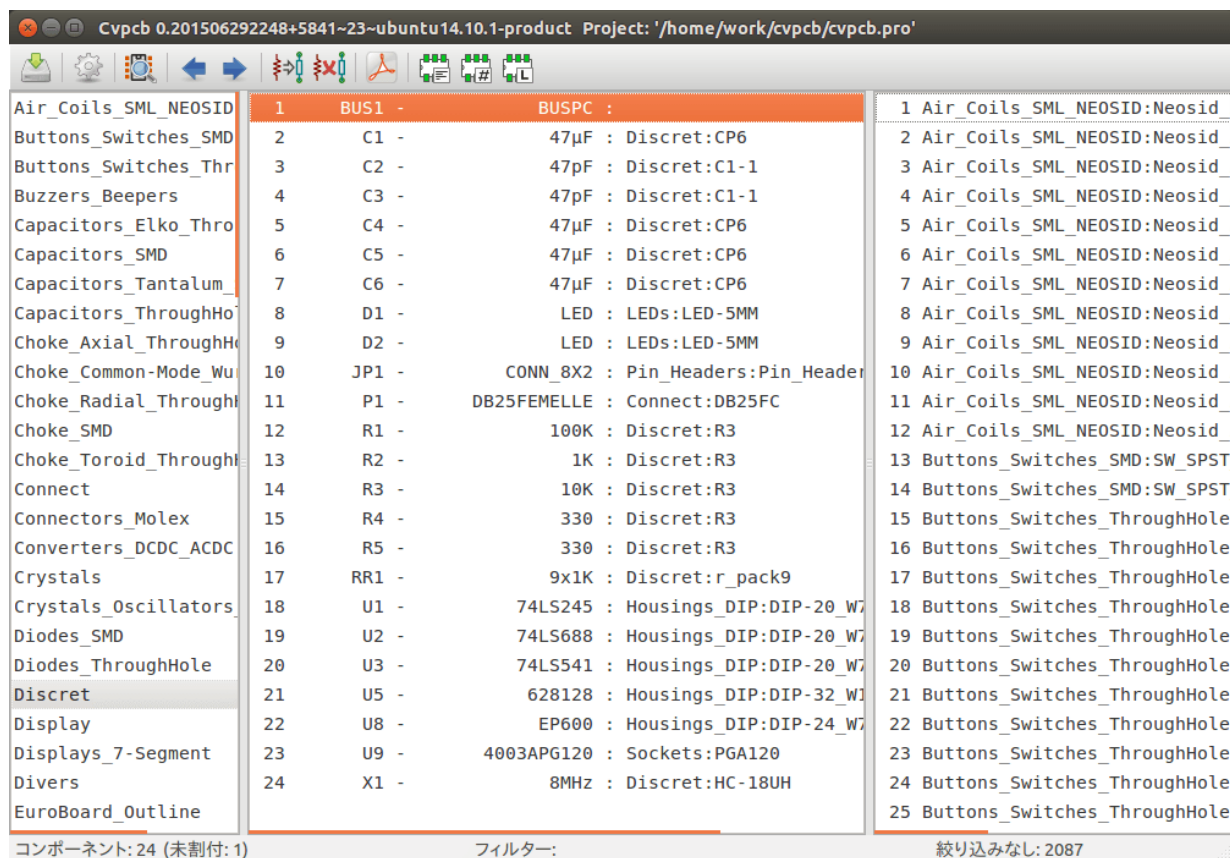 Cvpcb 0.201506292248+5841~23~ubuntu14.10.1-product Project: '/home/work/cvpcb/cvpcb.pro'
Air_Coils_SML_NEOSID
Buttons_Switches_SMD
Buttons_Switches_Thr
Buzzers_Beepers
Capacitors_Elko_Thro
Capacitors_SMD
Capacitors_Tantalum_
Capacitors_ThroughHol
Choke_Axial_ThroughHo
Choke_Common-Mode_Wur
Choke_Radial_ThroughH
Choke_SMD
Choke_Toroid_ThroughH
Connect
Connectors_Molex
Converters_DCDC_ACDC
Crystals
Crystals_Oscillators_
Diodes_SMD
Diodes_ThroughHole
Discret
Display
Displays_7-Segment
Divers
EuroBoard_Outline
1 BUS1 - BUSPC :
2 C1 - 47µF : Discret:CP6
3 C2 - 47pF : Discret:C1-1
4 C3 - 47pF : Discret:C1-1
5 C4 - 47µF : Discret:CP6
6 C5 - 47µF : Discret:CP6
7 C6 - 47µF : Discret:CP6
8 D1 - LED : LEDs:LED-5MM
9 D2 - LED : LEDs:LED-5MM
10 JP1 - CONN_8X2 : Pin_Headers:Pin_Header
11 P1 - DB25FEMELLE : Connect:DB25FC
12 R1 - 100K : Discret:R3
13 R2 - 1K : Discret:R3
14 R3 - 10K : Discret:R3
15 R4 - 330 : Discret:R3
16 R5 - 330 : Discret:R3
17 RR1 - 9x1K : Discret:r_pack9
18 U1 - 74LS245 : Housings_DIP:DIP-20_W7
19 U2 - 74LS688 : Housings_DIP:DIP-20_W7
20 U3 - 74LS541 : Housings_DIP:DIP-20_W7
21 U5 - 628128 : Housings_DIP:DIP-32_W1
22 U8 - EP600 : Housings_DIP:DIP-24_W7
23 U9 - 4003APG120 : Sockets:PGA120
24 X1 - 8MHz : Discret:HC-18UH
1 Air_Coils_SML_NEOSID:Neosid_
2 Air_Coils_SML_NEOSID:Neosid_
3 Air_Coils_SML_NEOSID:Neosid_
4 Air_Coils_SML_NEOSID:Neosid_
5 Air_Coils_SML_NEOSID:Neosid_
6 Air_Coils_SML_NEOSID:Neosid_
7 Air_Coils_SML_NEOSID:Neosid_
8 Air_Coils_SML_NEOSID:Neosid_
9 Air_Coils_SML_NEOSID:Neosid_
10 Air_Coils_SML_NEOSID:Neosid_
11 Air_Coils_SML_NEOSID:Neosid_
12 Air_Coils_SML_NEOSID:Neosid_
13 Buttons_Switches_SMD:SW_SPST
14 Buttons_Switches_SMD:SW_SPST
15 Buttons_Switches_ThroughHole
16 Buttons_Switches_ThroughHole
17 Buttons_Switches_ThroughHole
18 Buttons_Switches_ThroughHole
19 Buttons_Switches_ThroughHole
20 Buttons_Switches_ThroughHole
21 Buttons_Switches_ThroughHole
22 Buttons_Switches_ThroughHole
23 Buttons_Switches_ThroughHole
24 Buttons_Switches_ThroughHole
25 Buttons_Switches_ThroughHole
コンポーネント: 24 (未割付: 1)
フィルター:
絞り込みなし: 2087